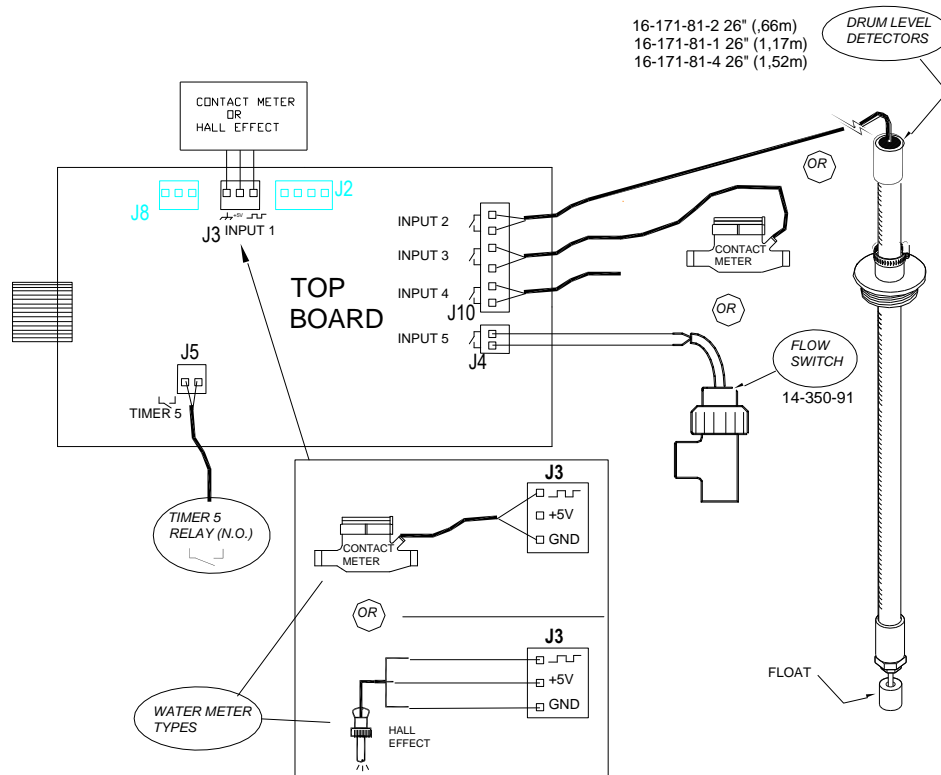 16-171-81-2 26" (,66m)
16-171-81-1 26" (1,17m)
16-171-81-4 26" (1,52m)
DRUM LEVEL
DETECTORS
CONTACT METER
OR
HALL EFFECT
J8
J2
+5V
J3 INPUT 1
OR
INPUT 2
INPUT 3
INPUT 4
J10
INPUT 5
J4
CONTACT
METER
OR
TOP
BOARD
FLOW
SWITCH
14-350-91
J5
TIMER 5
TIMER 5
RELAY (N.O.)
J3
+5V
GND
CONTACT
METER
OR
J3
+5V
GND
HALL
EFFECT
WATER METER
TYPES
FLOAT